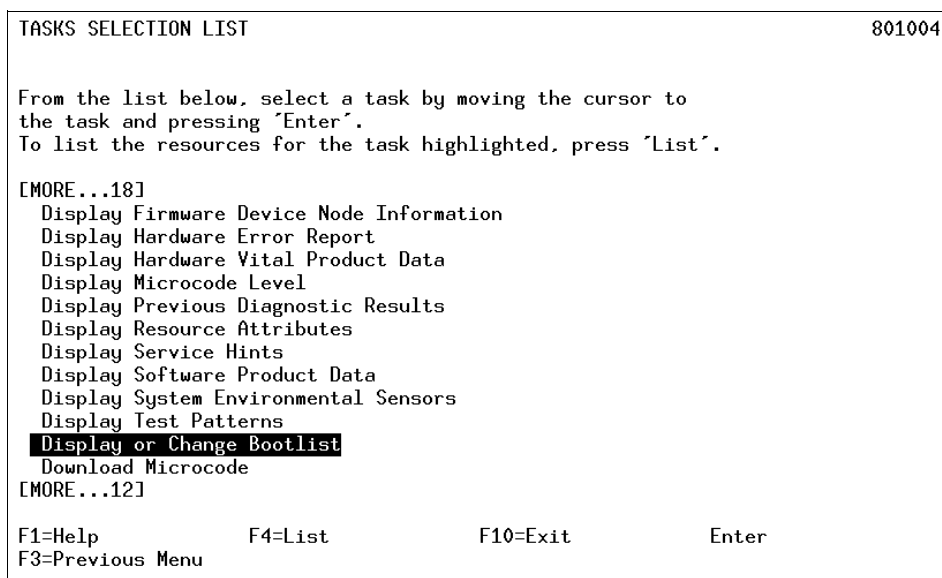 TASKS SELECTION LIST 801004
From the list below, select a task by moving the cursor to
the task and pressing ´Enter´.
To list the resources for the task highlighted, press ´List´.
[MORE...18]
Display Firmware Device Node Information
Display Hardware Error Report
Display Hardware Vital Product Data
Display Microcode Level
Display Previous Diagnostic Results
Display Resource Attributes
Display Service Hints
Display Software Product Data
Display System Environmental Sensors
Display Test Patterns
Display or Change Bootlist
Download Microcode
[MORE...12]
F1=Help F4=List F10=Exit Enter
F3=Previous Menu